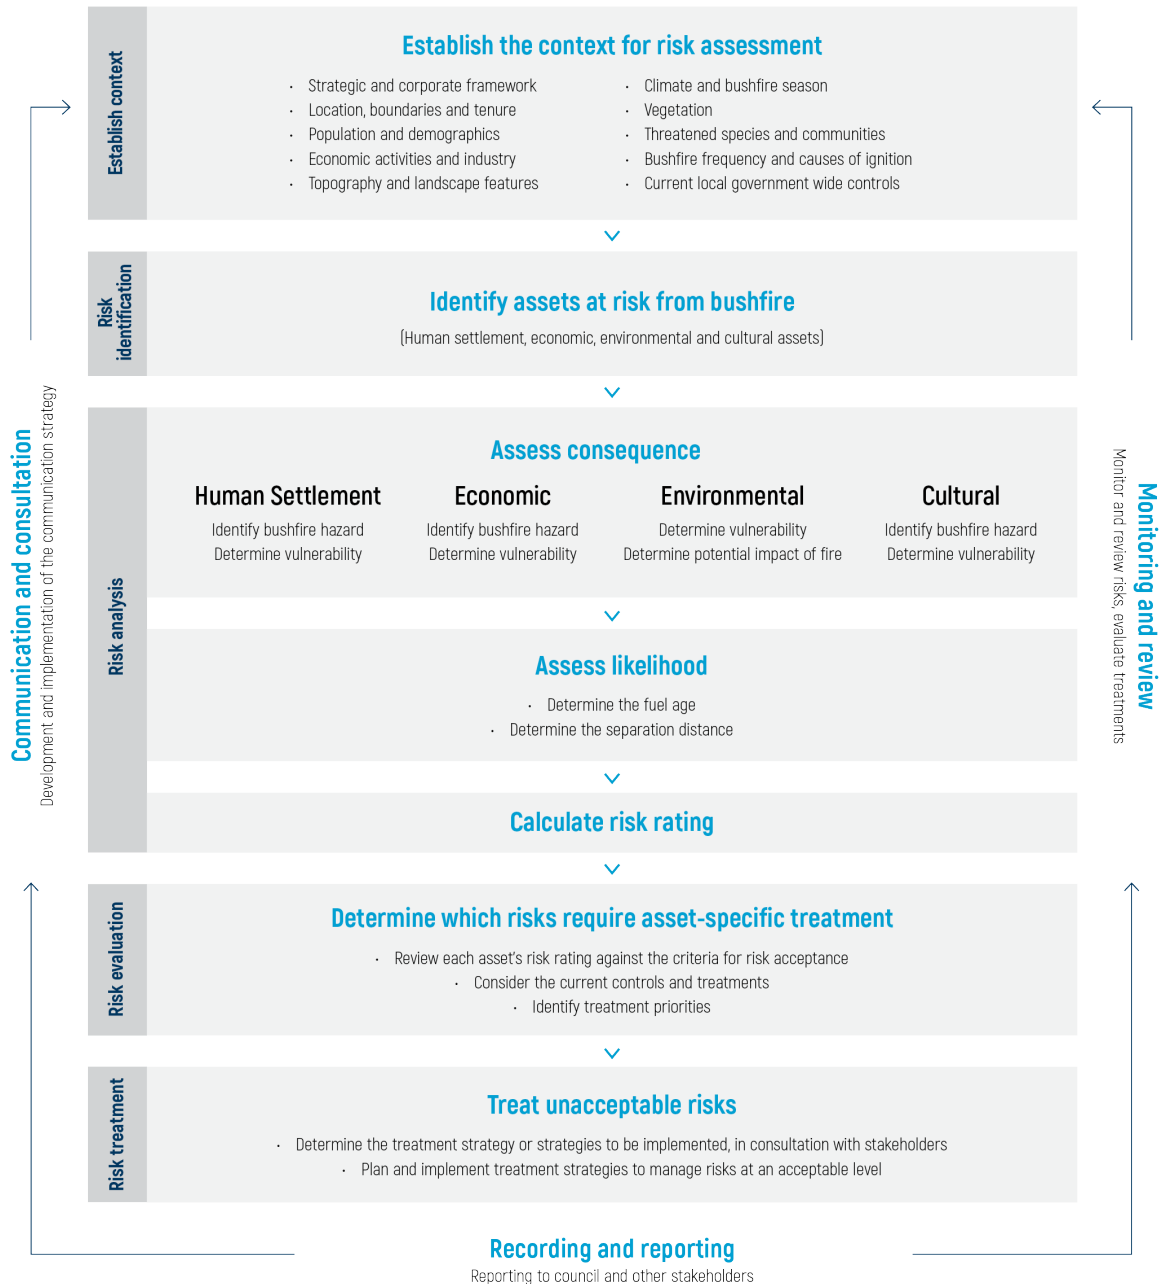 Establish context
Establish the context for risk assessment
· Strategic and corporate framework
· Location, boundaries and tenure
· Population and demographics
· Economic activities and industry
· Topography and landscape features
· Climate and bushfire season
· Vegetation
· Threatened species and communities
· Bushfire frequency and causes of ignition
· Current local government wide controls
Risk
identification
Identify assets at risk from bushfire
(Human settlement, economic, environmental and cultural assets)
Risk analysis
Assess consequence
Human Settlement
Identify bushfire hazard
Determine vulnerability
Economic
Identify bushfire hazard
Determine vulnerability
Environmental
Determine vulnerability
Determine potential impact of fire
Cultural
Identify bushfire hazard
Determine vulnerability
Assess likelihood
· Determine the fuel age
· Determine the separation distance
Calculate risk rating
Risk evaluation
Determine which risks require asset-specific treatment
· Review each asset's risk rating against the criteria for risk acceptance
· Consider the current controls and treatments
· Identify treatment priorities
Risk treatment
Treat unacceptable risks
· Determine the treatment strategy or strategies to be implemented, in consultation with stakeholders
· Plan and implement treatment strategies to manage risks at an acceptable level
Communication and consultation
Development and implementation of the communication strategy
Monitoring and review
Monitor and review risks, evaluate treatments
Recording and reporting
Reporting to council and other stakeholders